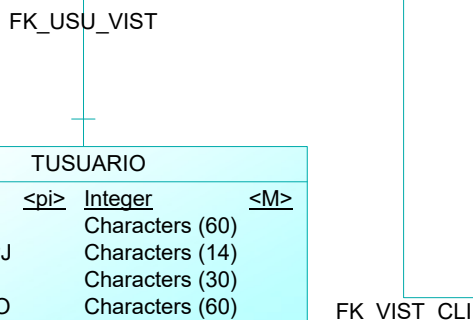 FK_USU_VIST
TUSUARIO
<pi> Integer <M>
Characters (60)
J Characters (14)
Characters (30)
O Characters (60)
FK_VIST_CLI